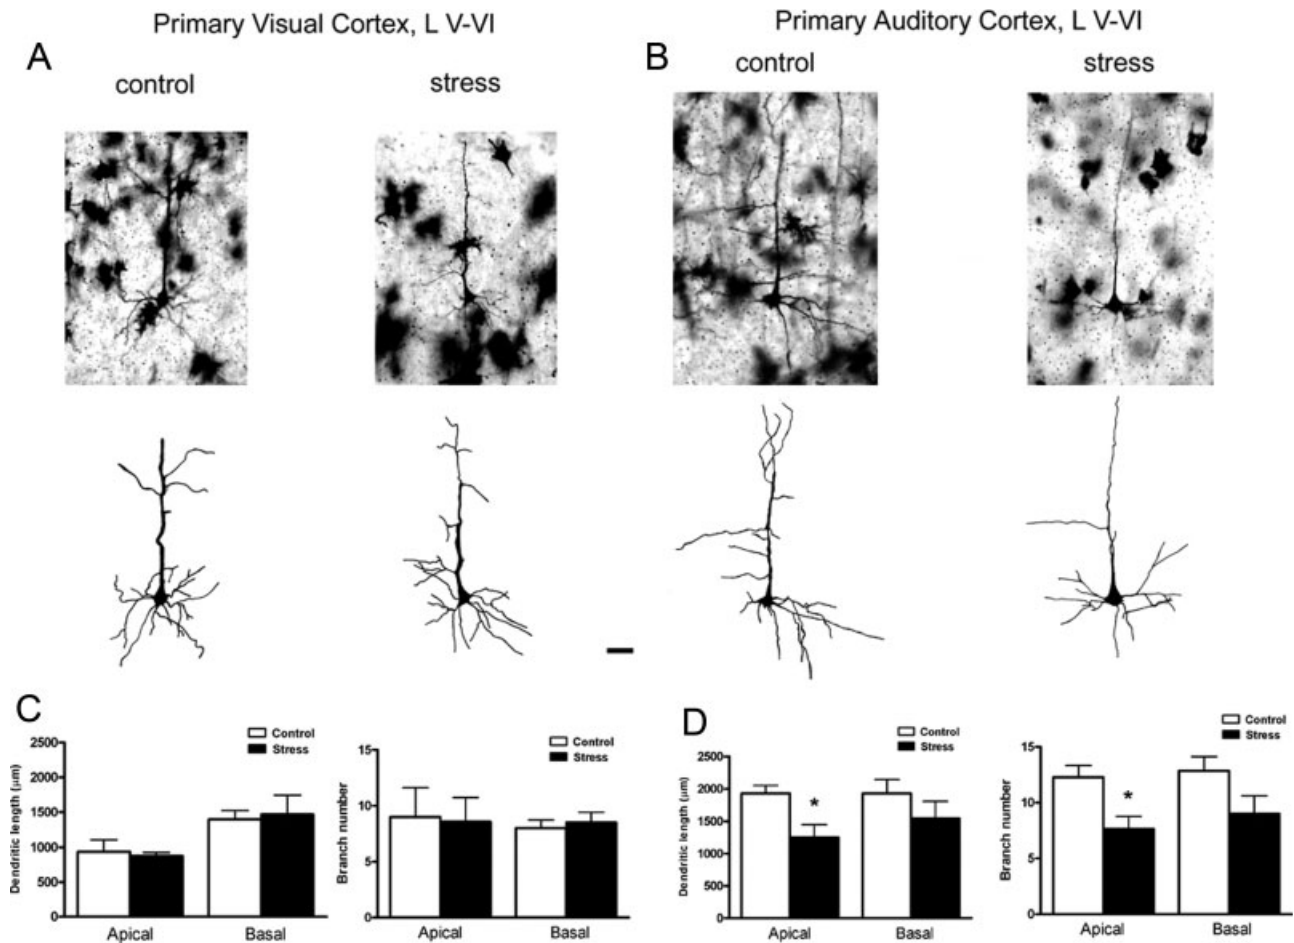 Primary Visual Cortex, L V-VI
Primary Auditory Cortex, L V-VI
A
control
stress
B
control
stress
C
Control
Stress
2500
2000
1500
1000
500
0
Dendritic length (μm)
Apical
Basal
Control
Stress
15
10
5
0
Branch number
Apical
Basal
D
Control
Stress
2500
2000
1500
1000
500
0
Dendritic length (μm)
*
Apical
Basal
Control
Stress
15
10
5
0
Branch number
*
Apical
Basal